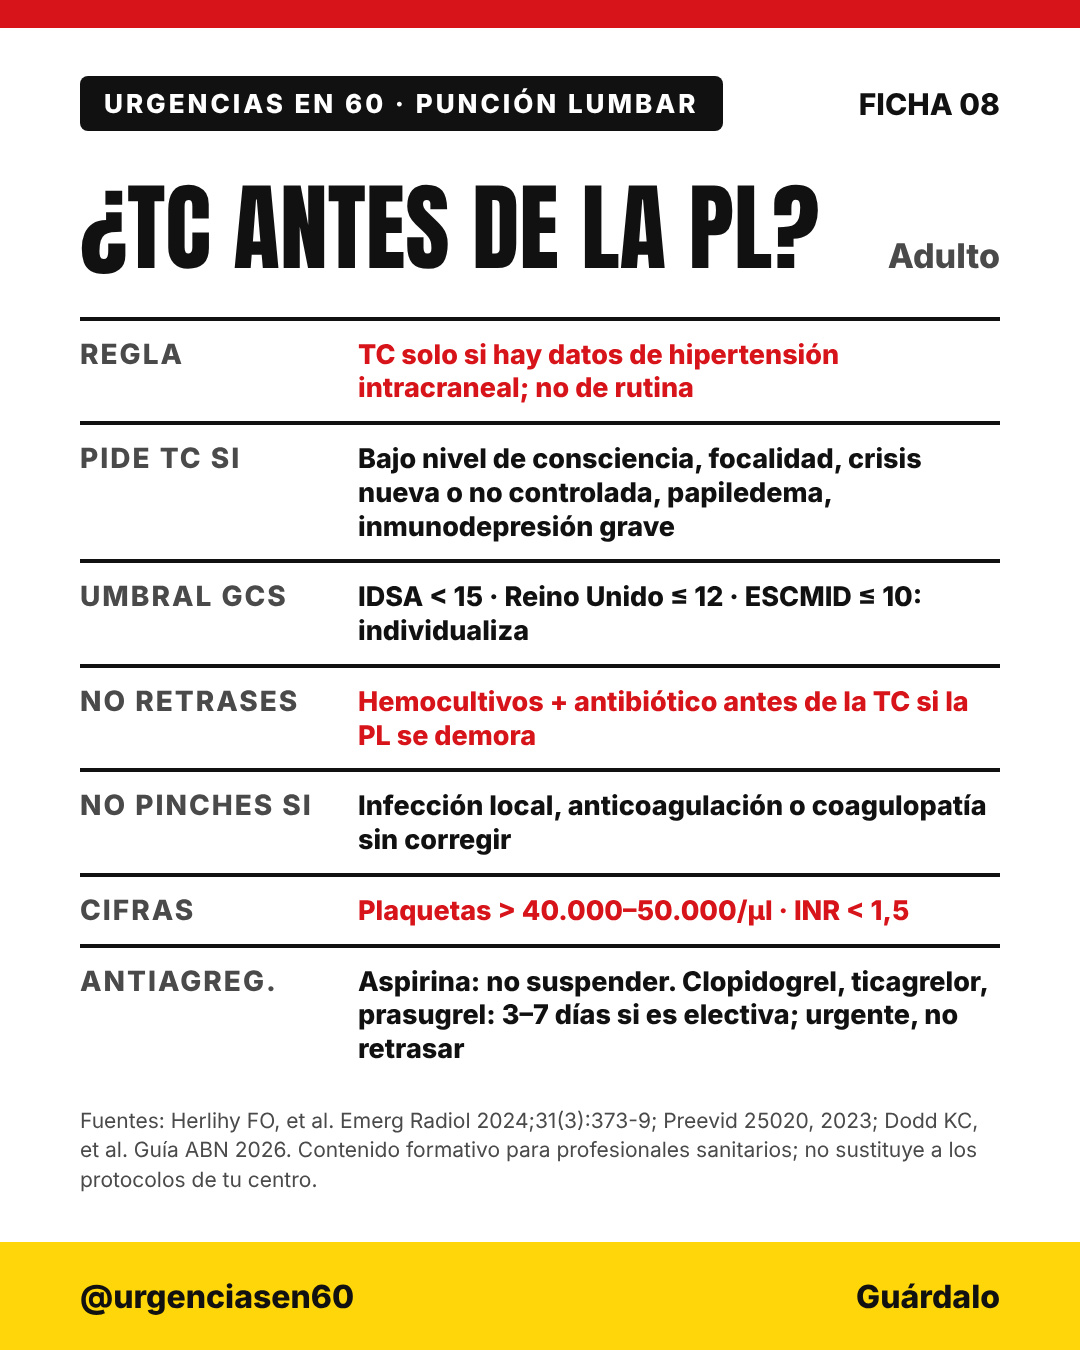 URGENCIAS EN 60 · PUNCIÓN LUMBAR
FICHA 08
¿TC ANTES DE LA PL?
Adulto
REGLA
TC solo si hay datos de hipertensión
intracraneal; no de rutina
PIDE TC SI
Bajo nivel de consciencia, focalidad, crisis
nueva o no controlada, papiledema,
inmunodepresión grave
UMBRAL GCS
IDSA < 15 · Reino Unido ≤ 12 · ESCMID ≤ 10:
individualiza
NO RETRASES
Hemocultivos + antibiótico antes de la TC si la
PL se demora
NO PINCHES SI
Infección local, anticoagulación o coagulopatía
sin corregir
CIFRAS
Plaquetas > 40.000–50.000/µl · INR < 1,5
ANTIAGREG.
Aspirina: no suspender. Clopidogrel, ticagrelor,
prasugrel: 3–7 días si es electiva; urgente, no
retrasar
Fuentes: Herlihy FO, et al. Emerg Radiol 2024;31(3):373-9; Preevid 25020, 2023; Dodd KC,
et al. Guía ABN 2026. Contenido formativo para profesionales sanitarios; no sustituye a los
protocolos de tu centro.
@urgenciasen60
Guárdalo